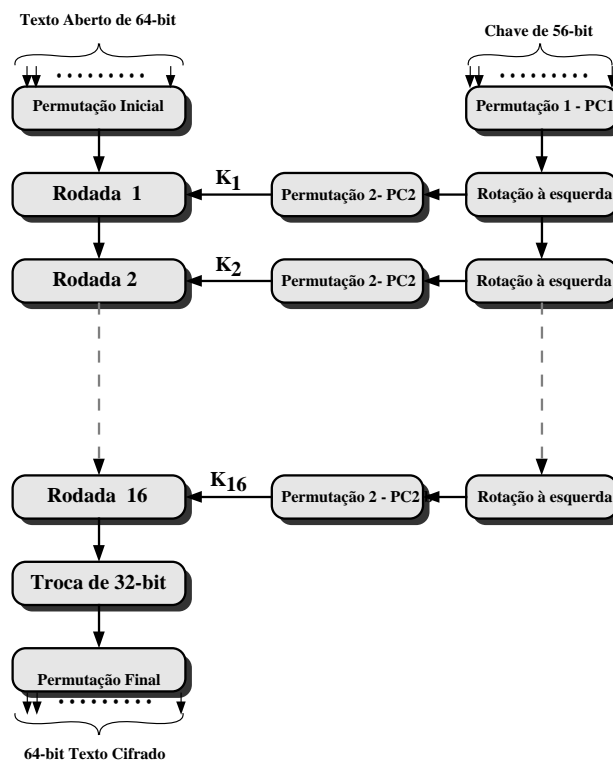 Texto Aberto de 64-bit
Chave de 56-bit
Permutação Inicial
Permutação 1 - PC1
Rodada 1
K1
Permutação 2- PC2
Rotação à esquerda
Rodada 2
K2
Permutação 2- PC2
Rotação à esquerda
Rodada 16
K16
Permutação 2 - PC2
Rotação à esquerda
Troca de 32-bit
Permutação Final
64-bit Texto Cifrado